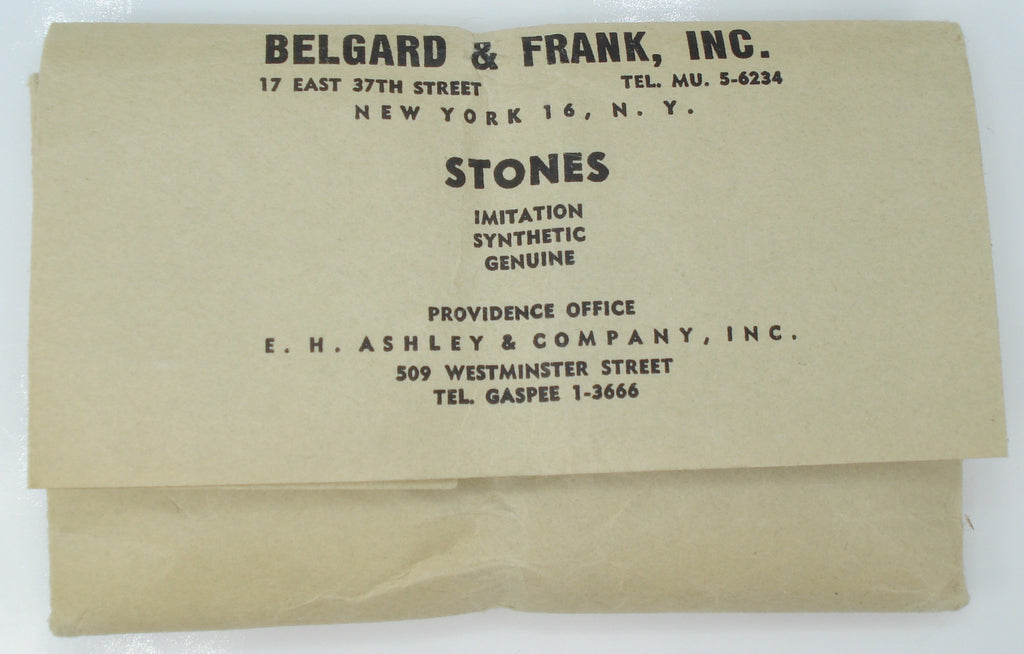 BELGARD & FRANK, INC.
17 EAST 37TH STREET TEL. MU. 5-6234
NEW YORK 16, N. Y.
STONES
IMITATION
SYNTHETIC
GENUINE
PROVIDENCE OFFICE
E. H. ASHLEY & COMPANY, INC.
509 WESTMINSTER STREET
TEL. GASPEE 1-3666